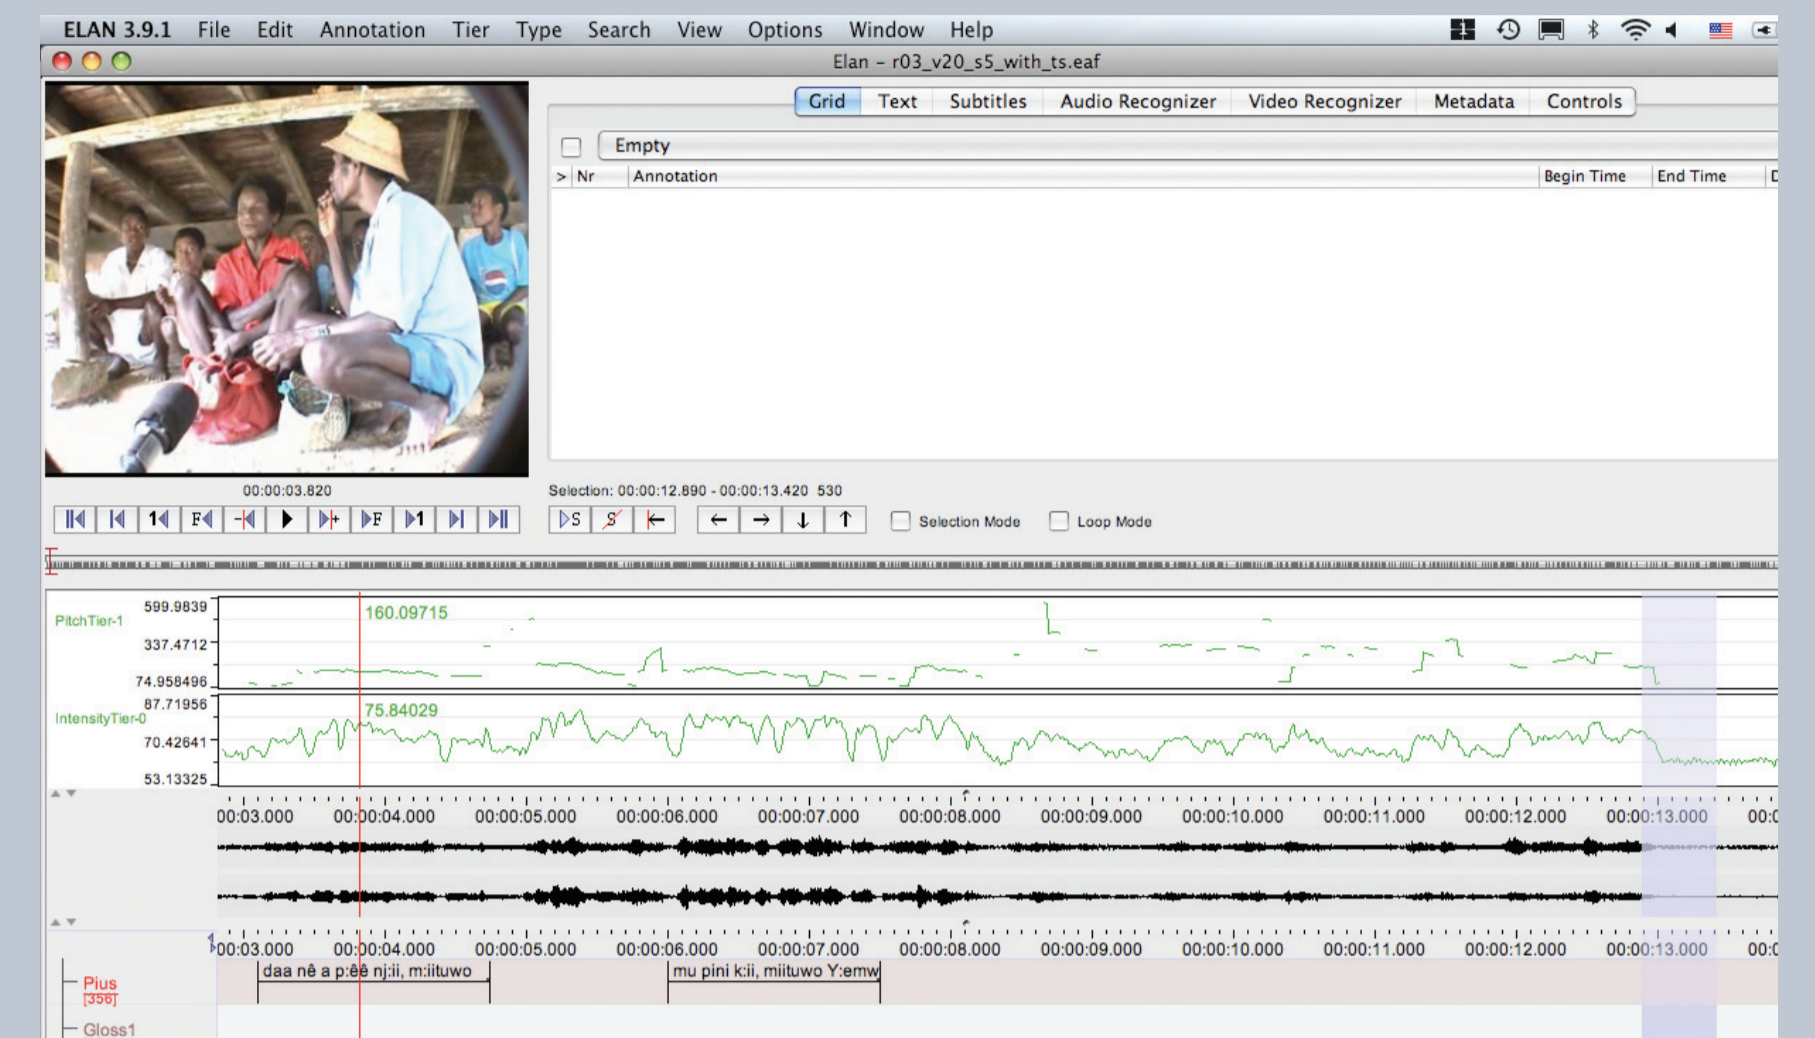 ELAN 3.9.1 File Edit Annotation Tier Type Search View Options Window Help
Elan - r03_v20_s5_with_ts.eaf
Grid Text Subtitles Audio Recognizer Video Recognizer Metadata Controls
Empty
> Nr Annotation Begin Time End Time D
00:00:03.820
Selection: 00:00:12.890 - 00:00:13.420 530
1 F - + F 1 S S Selection Mode Loop Mode
PitchTier-1 599.9839 160.09715
337.4712
74.958496
IntensityTier-0 87.71956 75.84029
70.42641
53.13325
00:03.000 00:00:04.000 00:00:05.000 00:00:06.000 00:00:07.000 00:00:08.000 00:00:09.000 00:00:10.000 00:00:11.000 00:00:12.000 00:00:13.000 00:0
00:03.000 00:00:04.000 00:00:05.000 00:00:06.000 00:00:07.000 00:00:08.000 00:00:09.000 00:00:10.000 00:00:11.000 00:00:12.000 00:00:13.000 00:0
daa nê a p:êê nj:ii, m:iituwo mu pini k:ii, miituwo Y:emw
Pius
[356]
Gloss1